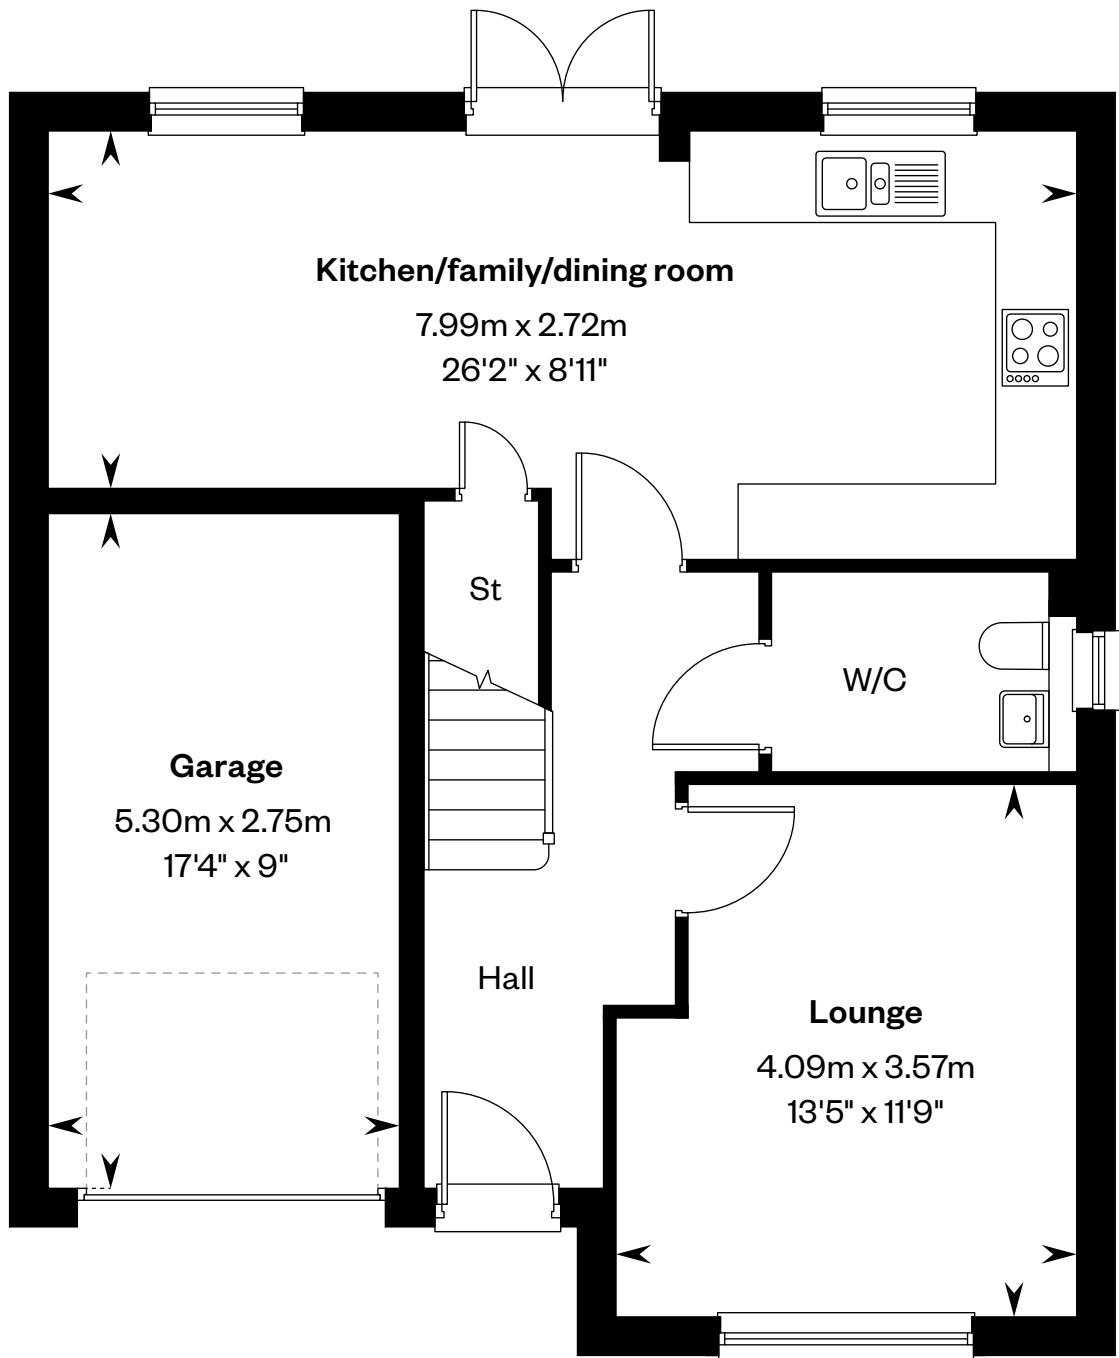 Kitchen/family/dining room
7.99m x 2.72m
26'2" x 8'11"
St
W/C
Garage
5.30m x 2.75m
17'4" x 9"
Hall
Lounge
4.09m x 3.57m
13'5" x 11'9"